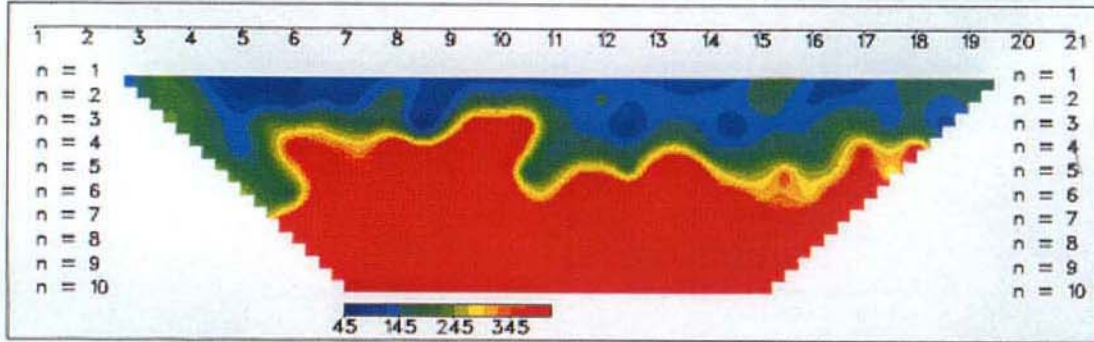 1 2 3 4 5 6 7 8 9 10 11 12 13 14 15 16 17 18 19 20 21
n = 1 n = 1
n = 2 n = 2
n = 3 n = 3
n = 4 n = 4
n = 5 n = 5
n = 6 n = 6
n = 7 n = 7
n = 8 n = 8
n = 9 n = 9
n = 10 n = 10
45 145 245 345